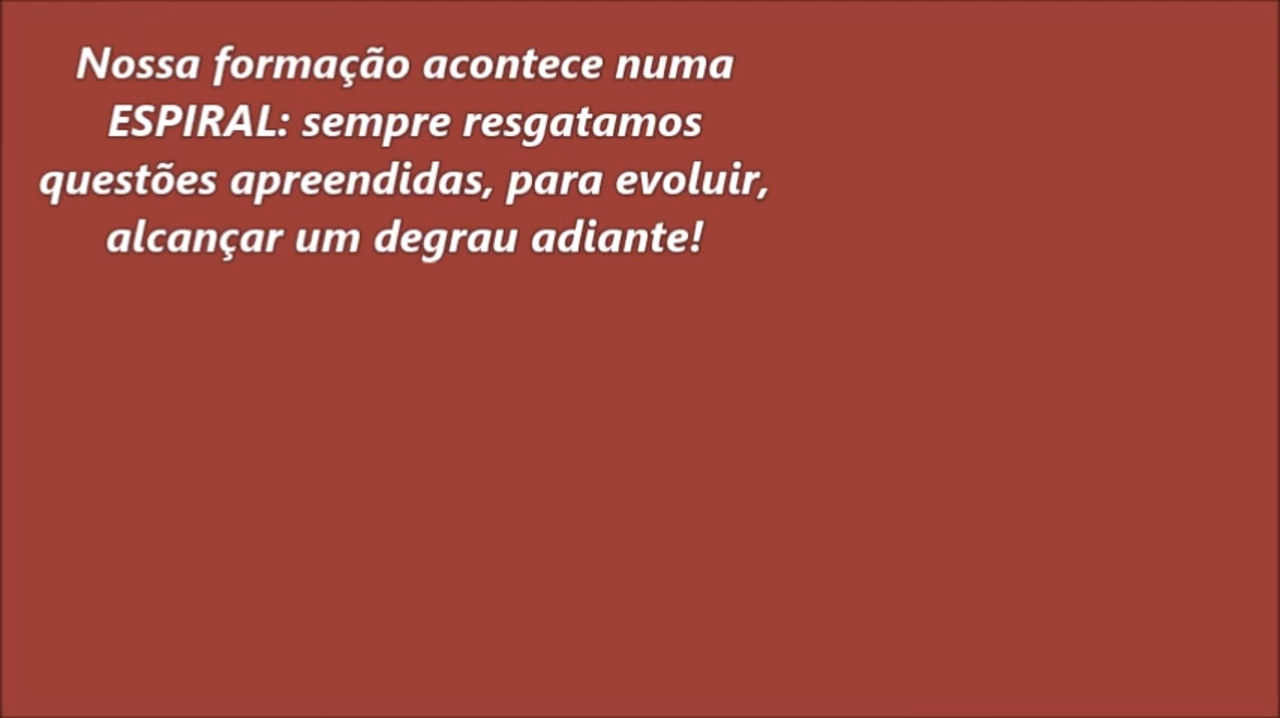 Nossa formação acontece numa
ESPIRAL: sempre resgatamos
questões apreendidas, para evoluir,
alcançar um degrau adiante!